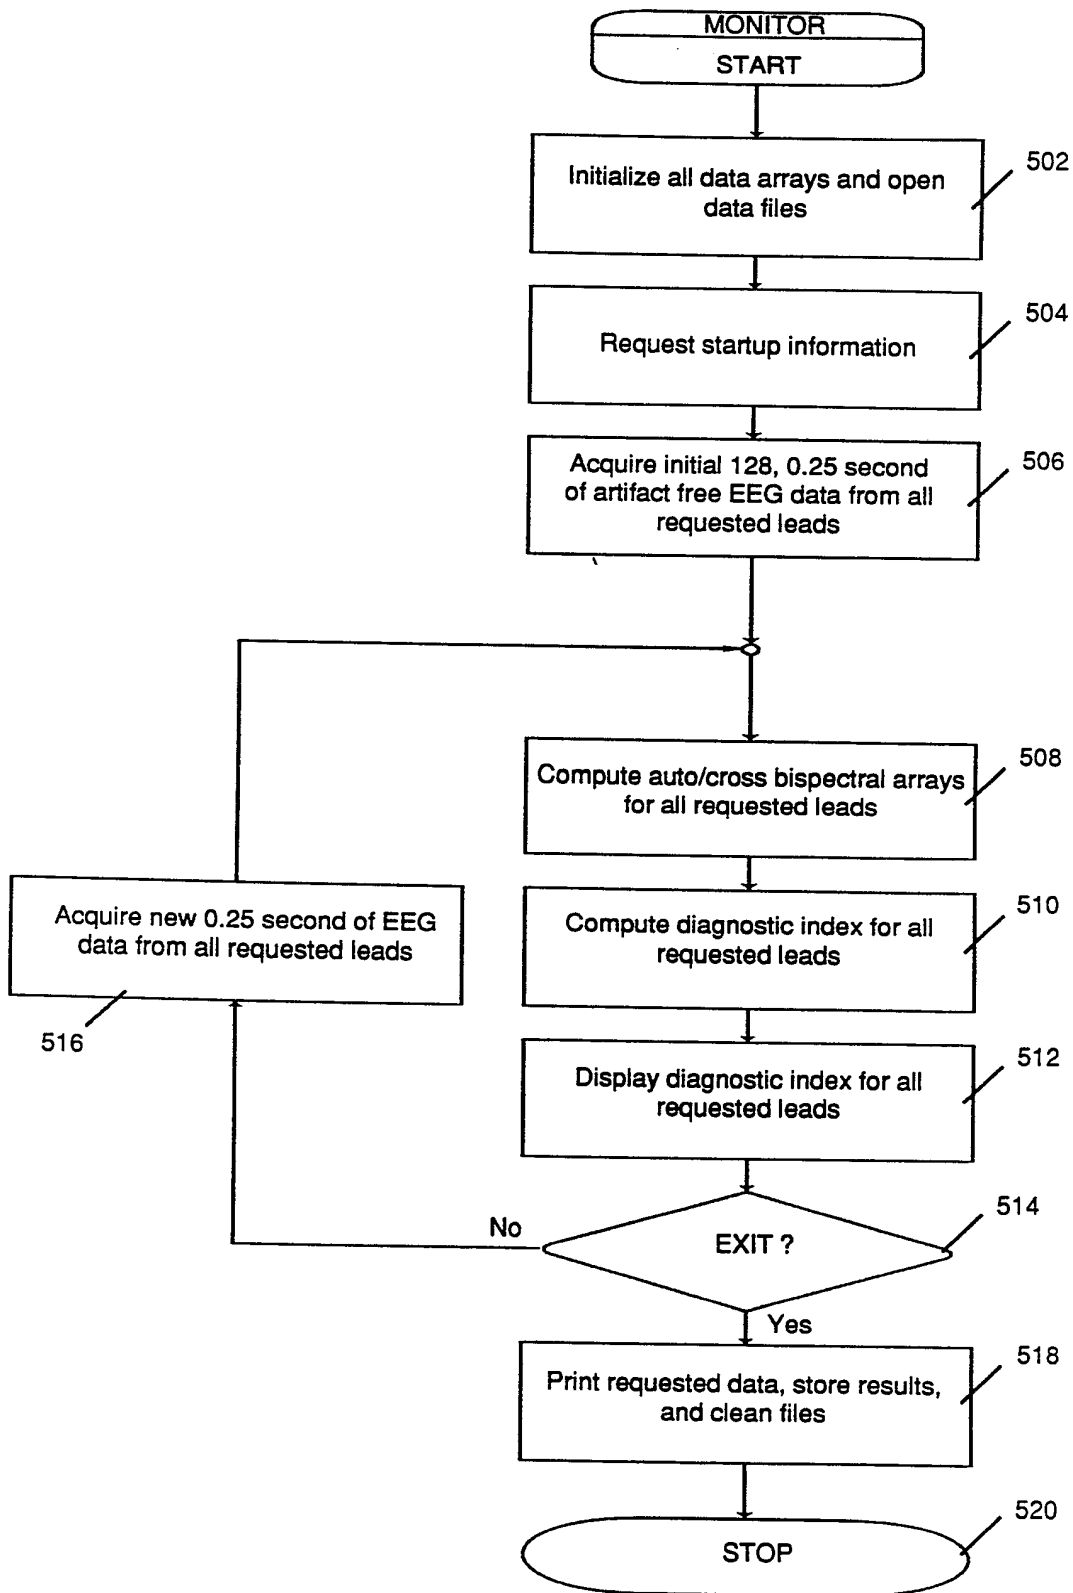 MONITOR
START
502
Initialize all data arrays and open
data files
504
Request startup information
506
Acquire initial 128, 0.25 second
of artifact free EEG data from all
requested leads
508
Compute auto/cross bispectral arrays
for all requested leads
510
Compute diagnostic index for all
requested leads
Acquire new 0.25 second of EEG
data from all requested leads
516
512
Display diagnostic index for all
requested leads
514
EXIT ?
No
Yes
518
Print requested data, store results,
and clean files
520
STOP